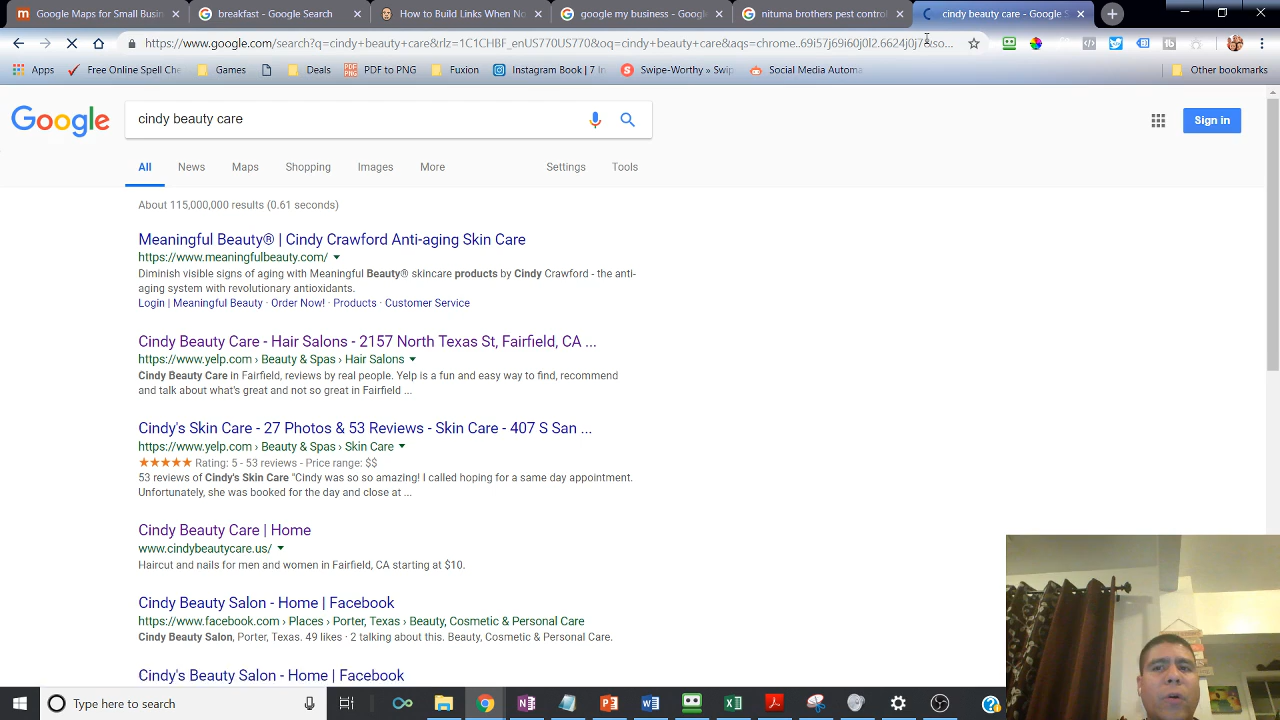 Google Maps for Small Busin
breakfast - Google Search
How to Build Links When No
google my business - Google
nituma brothers pest control
cindy beauty care - Google S
https://www.google.com/search?q=cindy+beauty+care&rlz=1C1CHBF_enUS770US770&oq=cindy+beauty+care&aqs=chrome..69i57j69i60j0l2.6624j0j7&so...
Apps
Free Online Spell Che
Games
Deals
PDF to PNG
Fuxion
Instagram Book | 7 In
Swipe-Worthy » Swip
Social Media Automa
Other bookmarks
Google
cindy beauty care
Sign in
All News Maps Shopping Images More Settings Tools
About 115,000,000 results (0.61 seconds)
Meaningful Beauty® | Cindy Crawford Anti-aging Skin Care
https://www.meaningfulbeauty.com/
Diminish visible signs of aging with Meaningful Beauty® skincare products by Cindy Crawford - the anti-
aging system with revolutionary antioxidants.
Login | Meaningful Beauty · Order Now! · Products · Customer Service
Cindy Beauty Care - Hair Salons - 2157 North Texas St, Fairfield, CA ...
https://www.yelp.com › Beauty & Spas › Hair Salons
Cindy Beauty Care in Fairfield, reviews by real people. Yelp is a fun and easy way to find, recommend
and talk about what's great and not so great in Fairfield ...
Cindy's Skin Care - 27 Photos & 53 Reviews - Skin Care - 407 S San ...
https://www.yelp.com › Beauty & Spas › Skin Care
★★★★★ Rating: 5 - 53 reviews - Price range: $$
53 reviews of Cindy's Skin Care "Cindy was so so amazing! I called hoping for a same day appointment.
Unfortunately, she was booked for the day and close at ...
Cindy Beauty Care | Home
www.cindybeautycare.us/
Haircut and nails for men and women in Fairfield, CA starting at $10.
Cindy Beauty Salon - Home | Facebook
https://www.facebook.com › Places › Porter, Texas › Beauty, Cosmetic & Personal Care
Cindy Beauty Salon, Porter, Texas. 49 likes · 2 talking about this. Beauty, Cosmetic & Personal Care.
Cindy's Beauty Salon - Home | Facebook
Type here to search